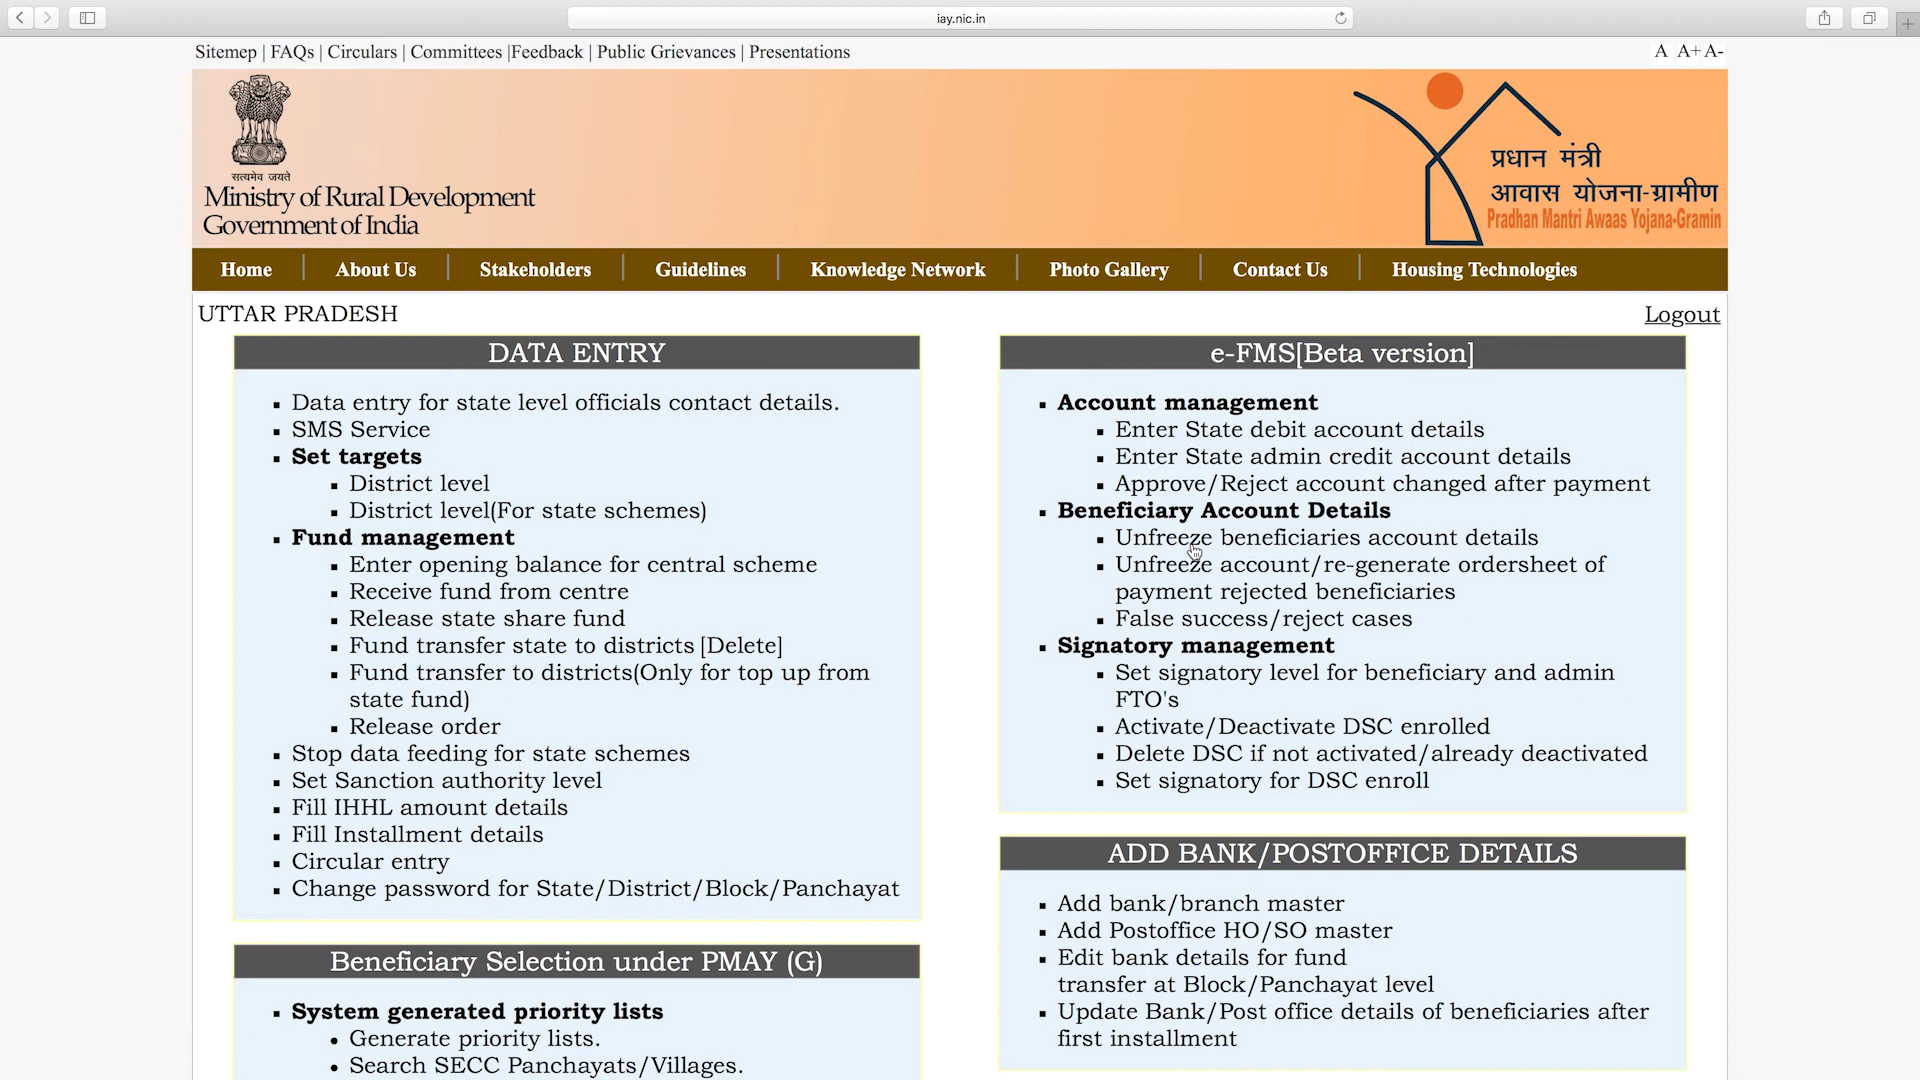 iay.nic.in
Sitemep | FAQs | Circulars | Committees |Feedback | Public Grievances | Presentations
A A+ A-
सत्यमेव जयते
Ministry of Rural Development
Government of India
प्रधान मंत्री
आवास योजना-ग्रामीण
Pradhan Mantri Awaas Yojana-Gramin
Home
About Us
Stakeholders
Guidelines
Knowledge Network
Photo Gallery
Contact Us
Housing Technologies
UTTAR PRADESH
Logout
DATA ENTRY
Data entry for state level officials contact details.
SMS Service
Set targets
District level
District level(For state schemes)
Fund management
Enter opening balance for central scheme
Receive fund from centre
Release state share fund
Fund transfer state to districts [Delete]
Fund transfer to districts(Only for top up from
state fund)
Release order
Stop data feeding for state schemes
Set Sanction authority level
Fill IHHL amount details
Fill Installment details
Circular entry
Change password for State/District/Block/Panchayat
Beneficiary Selection under PMAY (G)
System generated priority lists
Generate priority lists.
Search SECC Panchayats/Villages.
e-FMS[Beta version]
Account management
Enter State debit account details
Enter State admin credit account details
Approve/Reject account changed after payment
Beneficiary Account Details
Unfreeze beneficiaries account details
Unfreeze account/re-generate ordersheet of
payment rejected beneficiaries
False success/reject cases
Signatory management
Set signatory level for beneficiary and admin
FTO's
Activate/Deactivate DSC enrolled
Delete DSC if not activated/already deactivated
Set signatory for DSC enroll
ADD BANK/POSTOFFICE DETAILS
Add bank/branch master
Add Postoffice HO/SO master
Edit bank details for fund
transfer at Block/Panchayat level
Update Bank/Post office details of beneficiaries after
first installment